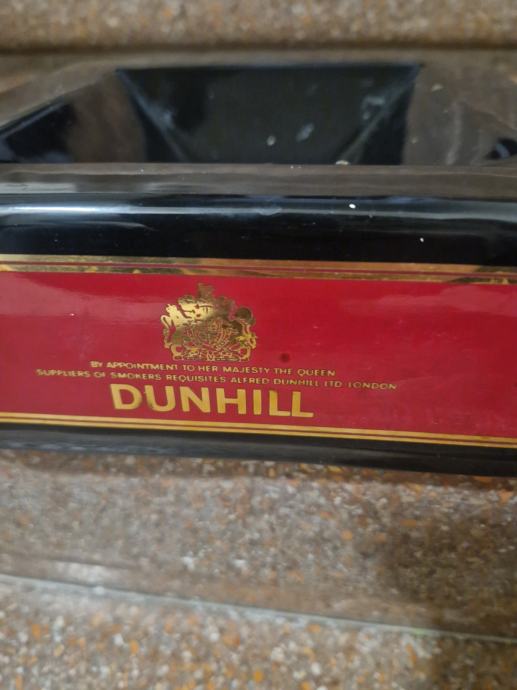 BY APPOINTMENT TO HER MAJESTY THE QUEEN
SUPPLIERS OF SMOKERS REQUISITES ALFRED DUNHILL LTD LONDON
DUNHILL